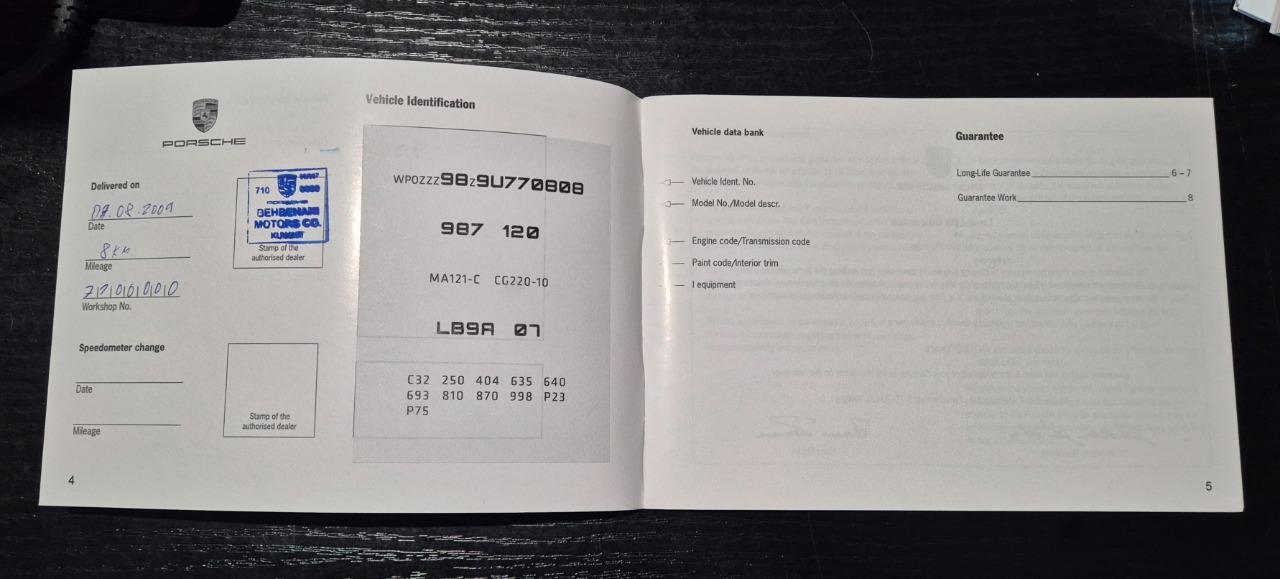 PORSCHE
Delivered on
09.08.2009
Date
8 KM
Mileage
Workshop No.
710
BEHBEHANI
MOTORS CO.
KUWAIT
Stamp of the
authorised dealer
Speedometer change
Date
Mileage
Stamp of the
authorised dealer
4
Vehicle Identification
WP0ZZZ98Z9U770808
987 120
MA121-C CG220-10
LB9A 07
C32 250 404 635 640
693 810 870 998 P23
P75
Vehicle data bank
Vehicle Ident. No.
Model No./Model descr.
Engine code/Transmission code
Paint code/Interior trim
l equipment
Guarantee
Long-Life Guarantee 6 – 7
Guarantee Work 8
5